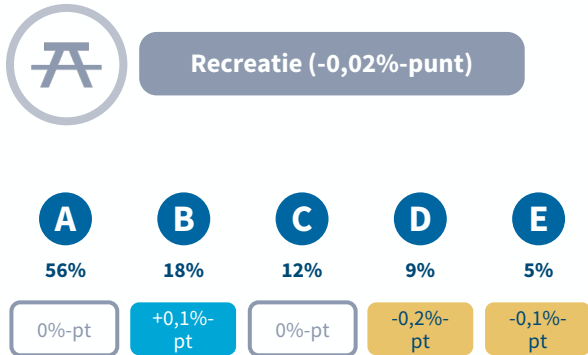 Recreatie (-0,02%-punt)
A B C D E
56% 18% 12% 9% 5%
0%-pt +0,1%- 0%-pt -0,2%- -0,1%-
pt pt pt